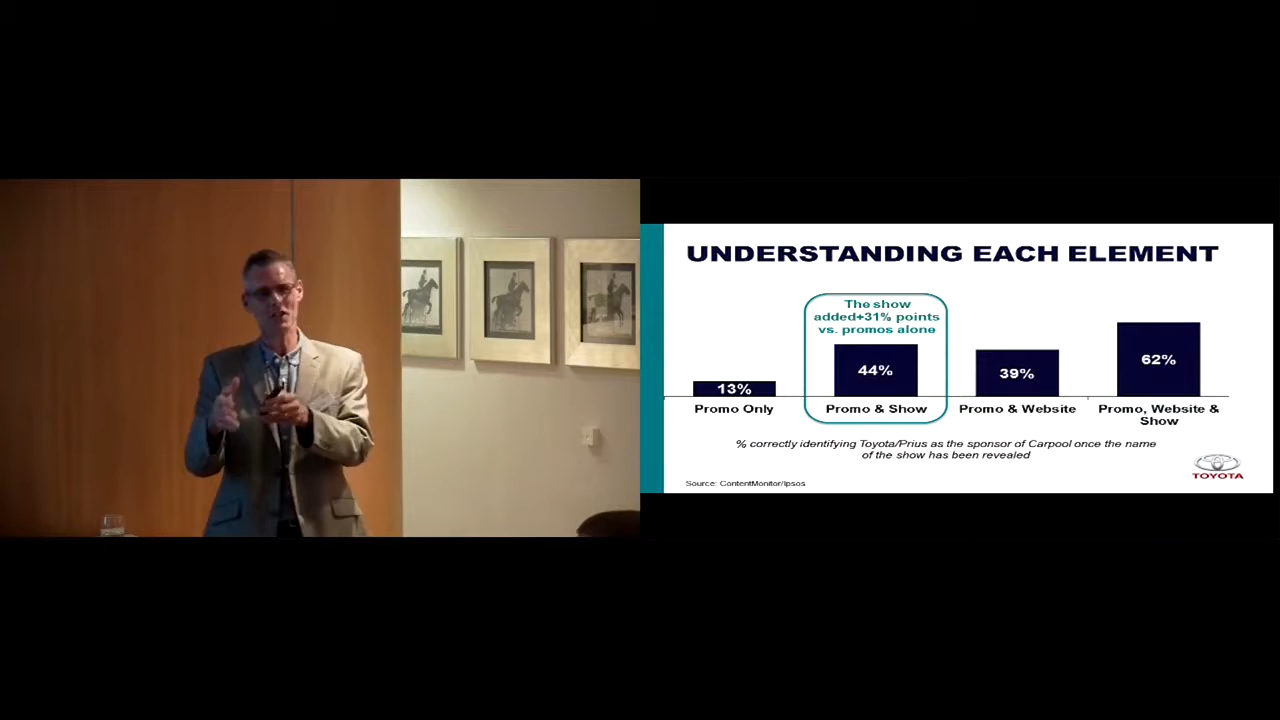 UNDERSTANDING EACH ELEMENT
The show
added+31% points
vs. promos alone
13%
44%
39%
62%
Promo Only
Promo & Show
Promo & Website
Promo, Website &
Show
% correctly identifying Toyota/Prius as the sponsor of Carpool once the name
of the show has been revealed
Source: ContentMonitor/Ipsos
TOYOTA